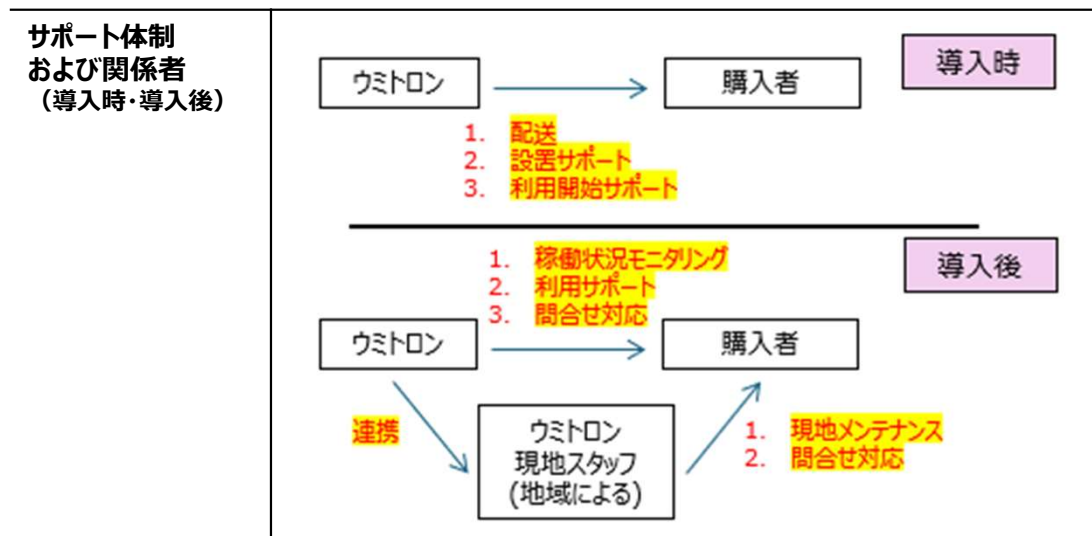 サポート体制
および関係者
（導入時・導入後）
導入時
ウミトロン
購入者
1. 配送
2. 設置サポート
3. 利用開始サポート
導入後
1. 稼働状況モニタリング
2. 利用サポート
3. 問合せ対応
ウミトロン
購入者
連携
ウミトロン
現地スタッフ
(地域による)
1. 現地メンテナンス
2. 問合せ対応